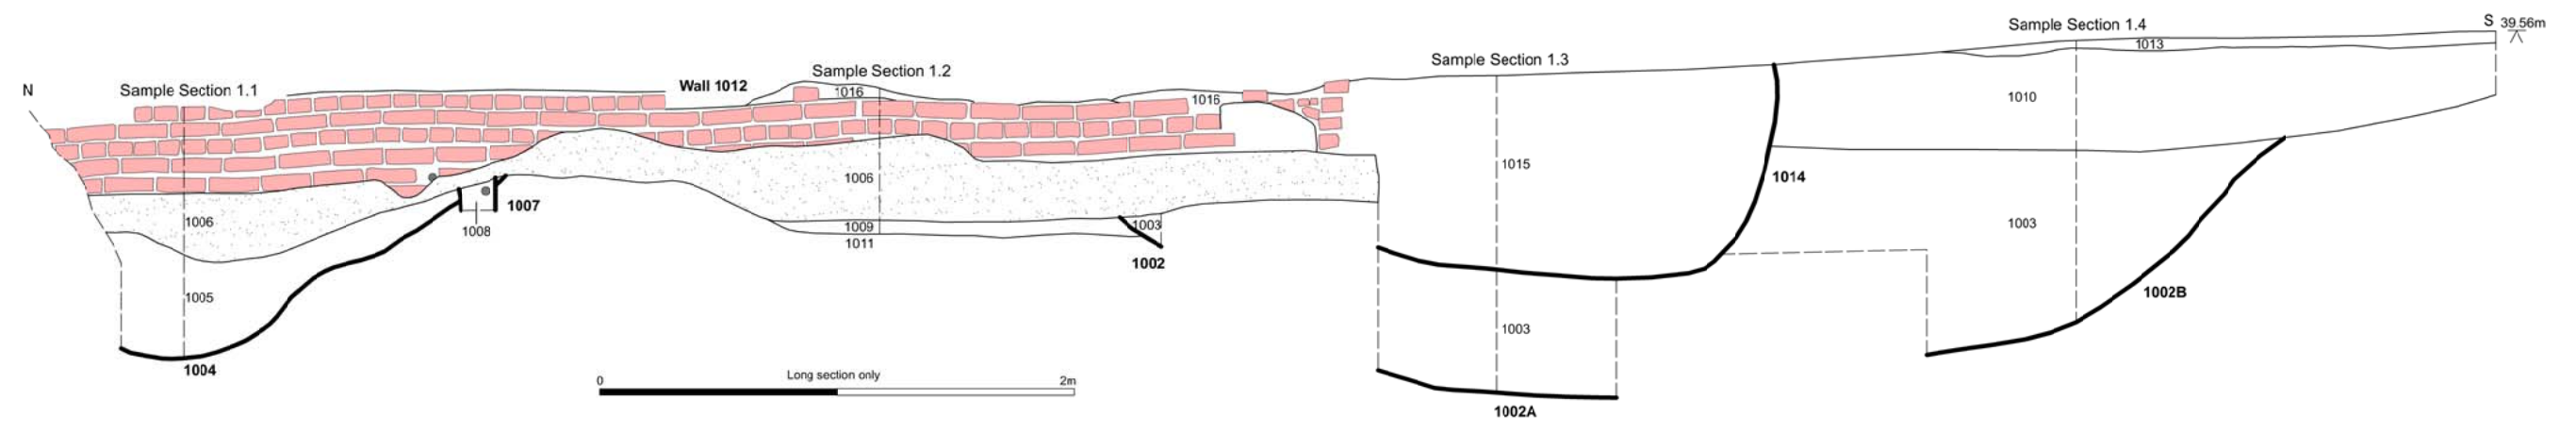 N
Sample Section 1.1
Wall 1012
Sample Section 1.2
Sample Section 1.3
Sample Section 1.4
S 39.56m
1016
1016
1013
1010
1015
1014
1006
1006
1007
1008
1009
1011
1003
1002
1003
1002B
1005
1004
1003
1002A
0
Long section only
2m